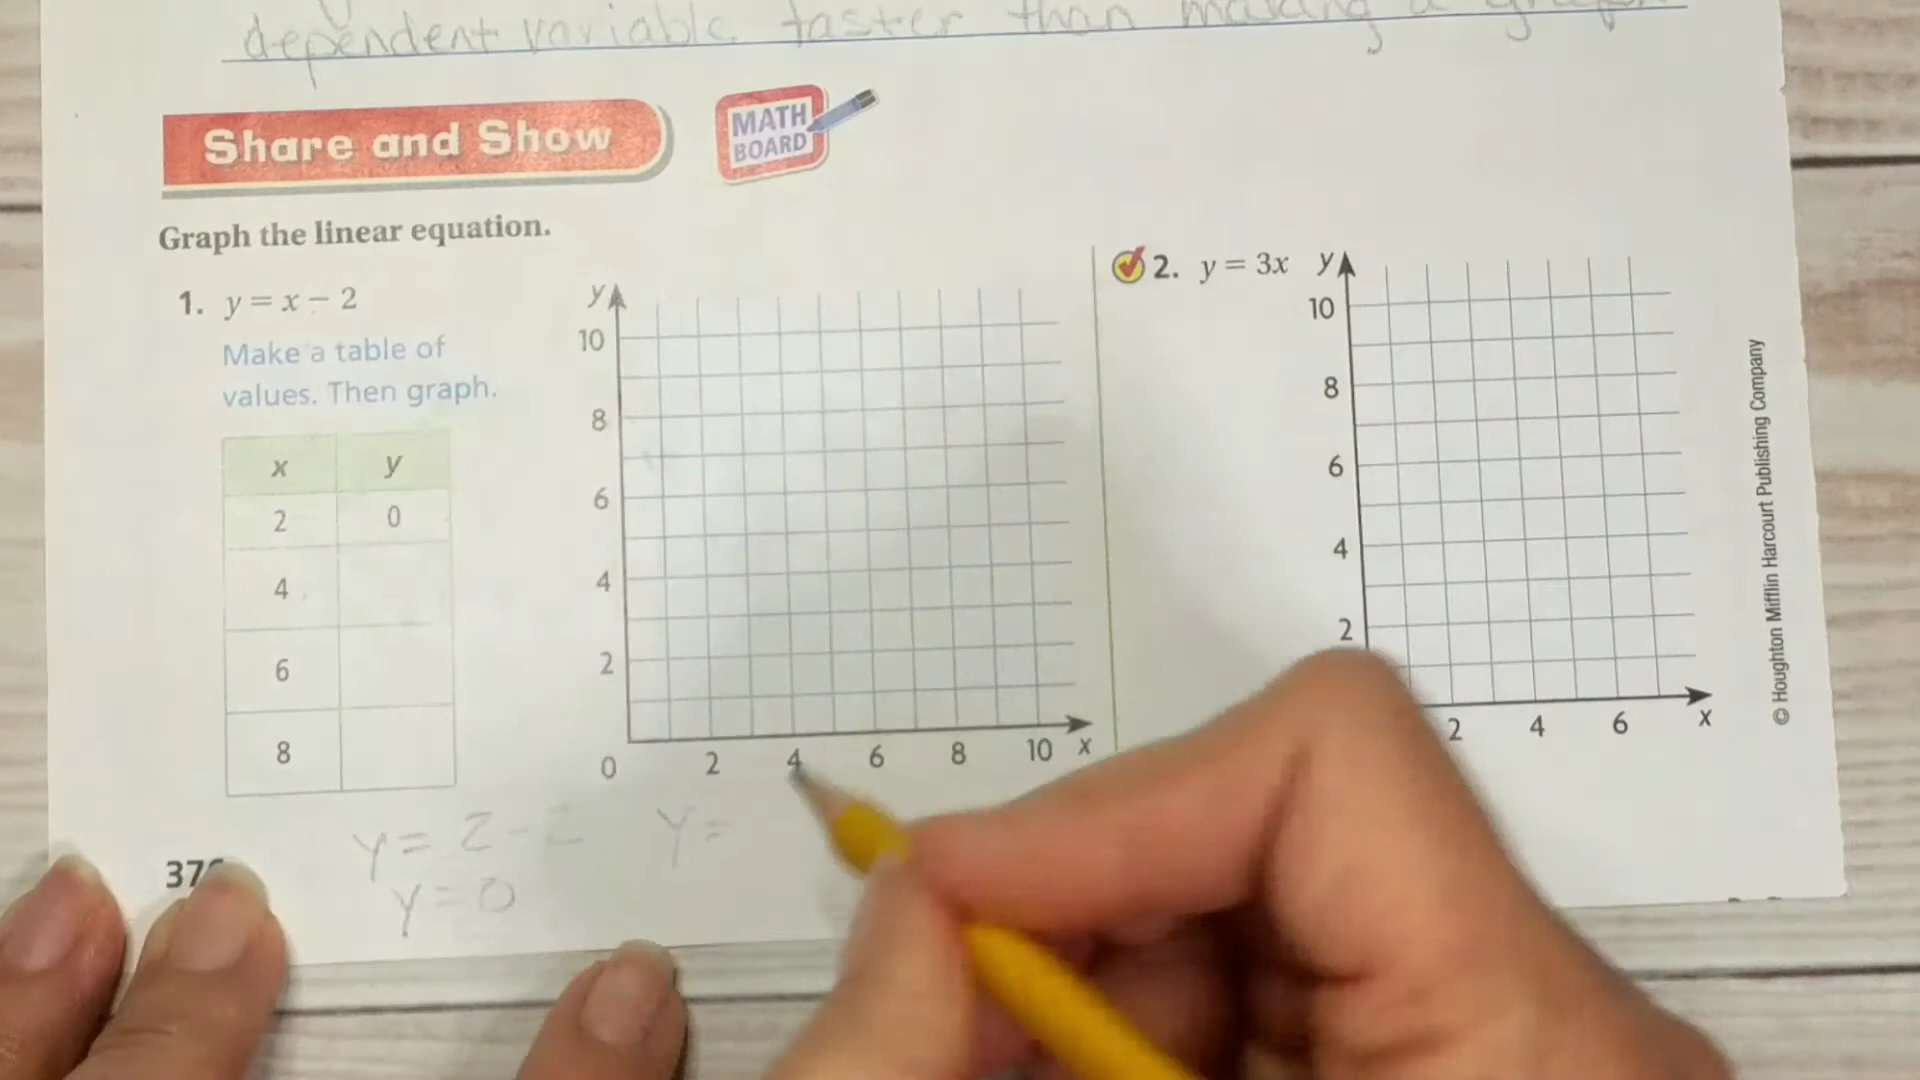 dependent variable faster than making a graph.
Share and Show
MATH
BOARD
Graph the linear equation.
1. y = x − 2
Make a table of
values. Then graph.
x y
2 0
4
6
8
y
10
8
6
4
2
0 2 4 6 8 10 x
2. y = 3x
y
10
8
6
4
2
2 4 6 x
© Houghton Mifflin Harcourt Publishing Company
y = 2 - 2
y = 0
y =